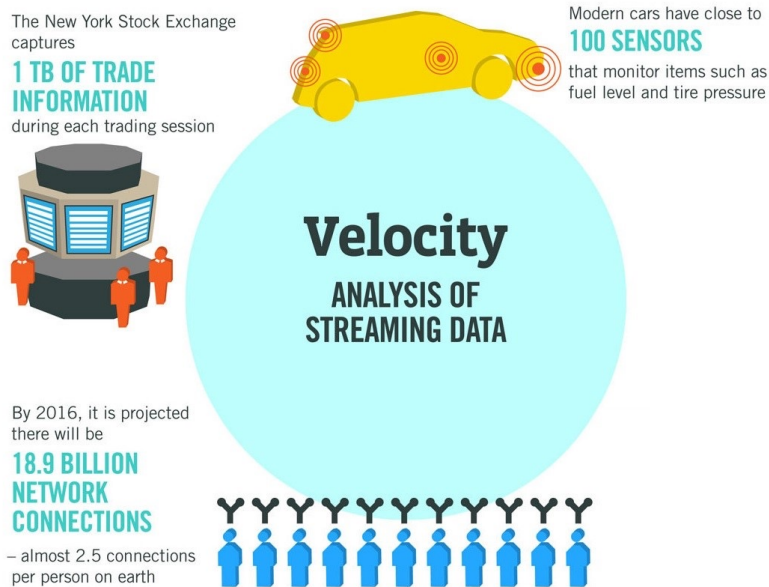 The New York Stock Exchange
captures
1 TB OF TRADE
INFORMATION
during each trading session
Modern cars have close to
100 SENSORS
that monitor items such as
fuel level and tire pressure
Velocity
ANALYSIS OF
STREAMING DATA
By 2016, it is projected
there will be
18.9 BILLION
NETWORK
CONNECTIONS
– almost 2.5 connections
per person on earth